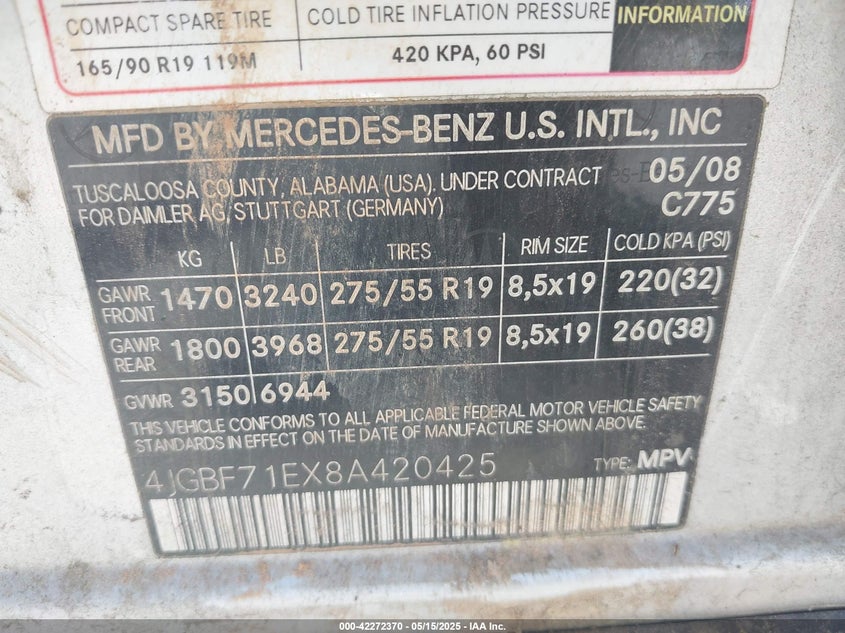 COMPACT SPARE TIRE COLD TIRE INFLATION PRESSURE INFORMATION
165/90 R19 119M 420 KPA, 60 PSI
MFD BY MERCEDES-BENZ U.S. INTL., INC
TUSCALOOSA COUNTY, ALABAMA (USA). UNDER CONTRACT 05/08
FOR DAIMLER AG, STUTTGART (GERMANY) C775
KG LB TIRES RIM SIZE COLD KPA (PSI)
GAWR FRONT 1470 3240 275/55 R19 8,5x19 220(32)
GAWR REAR 1800 3968 275/55 R19 8,5x19 260(38)
GVWR 3150 6944
THIS VEHICLE CONFORMS TO ALL APPLICABLE FEDERAL MOTOR VEHICLE SAFETY
STANDARDS IN EFFECT ON THE DATE OF MANUFACTURE SHOWN ABOVE.
4JGBF71EX8A420425 TYPE: MPV
000-42272370 - 05/15/2025 - IAA Inc.